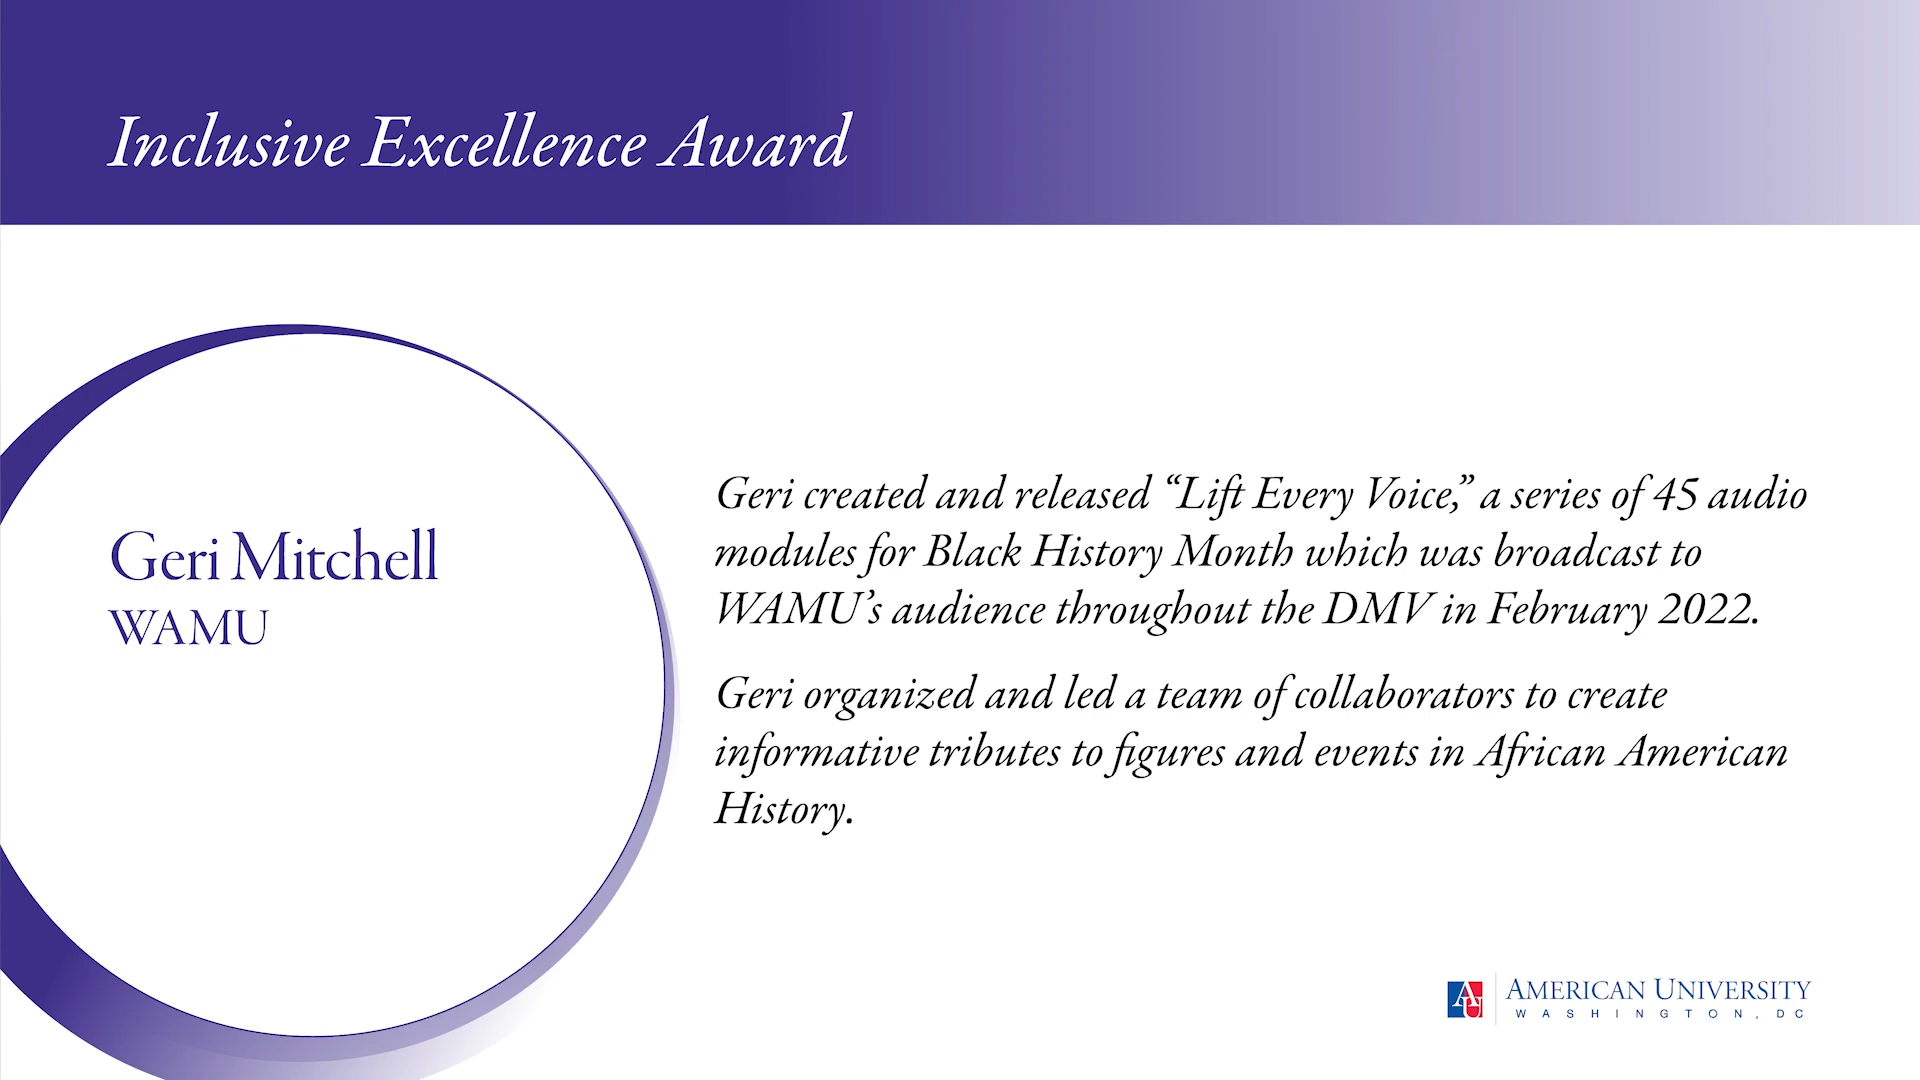 Inclusive Excellence Award
Geri Mitchell
WAMU
Geri created and released “Lift Every Voice,” a series of 45 audio
modules for Black History Month which was broadcast to
WAMU’s audience throughout the DMV in February 2022.
Geri organized and led a team of collaborators to create
informative tributes to figures and events in African American
History.
AU
AMERICAN UNIVERSITY
WASHINGTON, DC